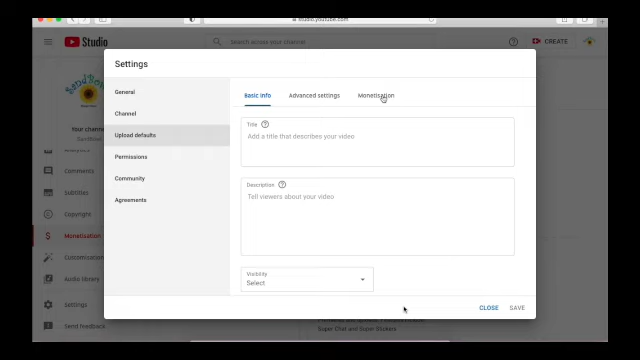 studio.youtube.com
Studio
Search across your channel
CREATE
Settings
General
Channel
Upload defaults
Permissions
Community
Agreements
Basic info
Advanced settings
Monetisation
Title
Add a title that describes your video
Description
Tell viewers about your video
Visibility
Select
CLOSE
SAVE
Your channel
Comments
Subtitles
Copyright
Monetisation
Customisation
Audio library
Settings
Send feedback
Super Chat and Super Stickers